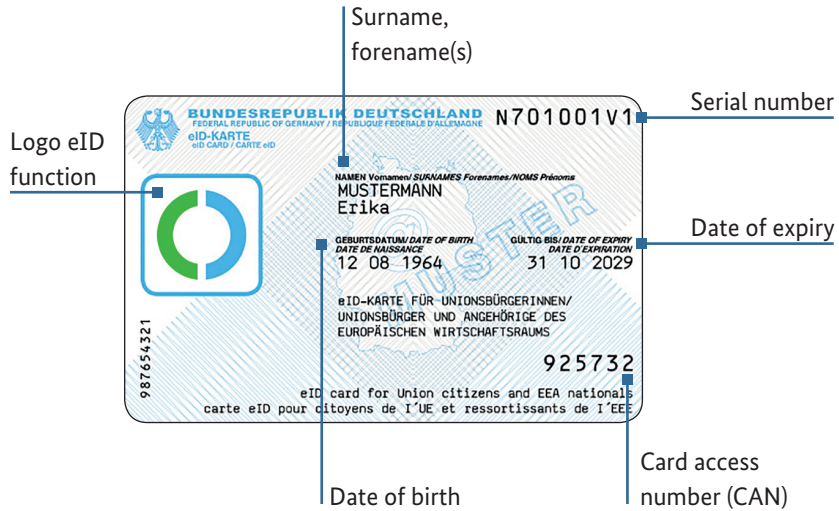 Surname,
forename(s)
Serial number
Logo eID
function
BUNDESREPUBLIK DEUTSCHLAND
FEDERAL REPUBLIC OF GERMANY / REPUBLIQUE FEDERALE D'ALLEMAGNE
eID-KARTE
eID CARD / CARTE eID
N701001V1
NAMEN Vornamen/ SURNAMES Forenames/NOMS Prénoms
MUSTERMANN
Erika
Date of expiry
GEBURTSDATUM/ DATE OF BIRTH
DATE DE NAISSANCE
12 08 1964
GÜLTIG BIS/ DATE OF EXPIRY
DATE D'EXPIRATION
31 10 2029
MUSTER
eID-KARTE FÜR UNIONSBÜRGERINNEN/
UNIONSBÜRGER UND ANGEHÖRIGE DES
EUROPÄISCHEN WIRTSCHAFTSRAUMS
987654321
925732
eID card for Union citizens and EEA nationals
carte eID pour citoyens de I´UE et ressortissants de I´EEE
Date of birth
Card access
number (CAN)